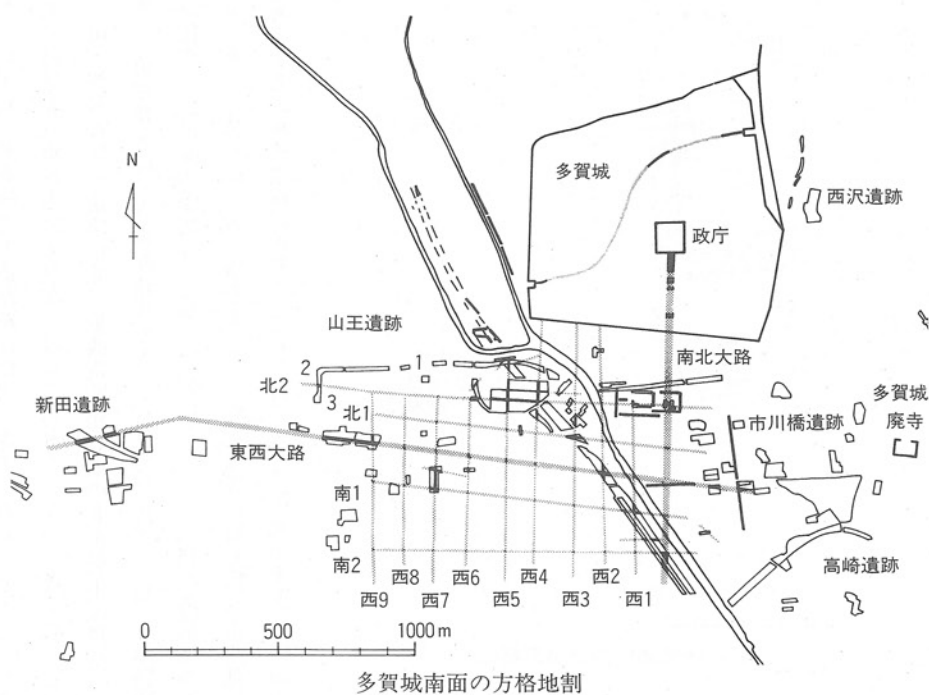 N
多賀城
西沢遺跡
政庁
山王遺跡
南北大路
2
1
北2
3
北1
多賀城
廃寺
新田遺跡
市川橋遺跡
東西大路
南1
南2
高崎遺跡
西9
西8
西7
西6
西5
西4
西3
西2
西1
0
500
1000m
多賀城南面の方格地割